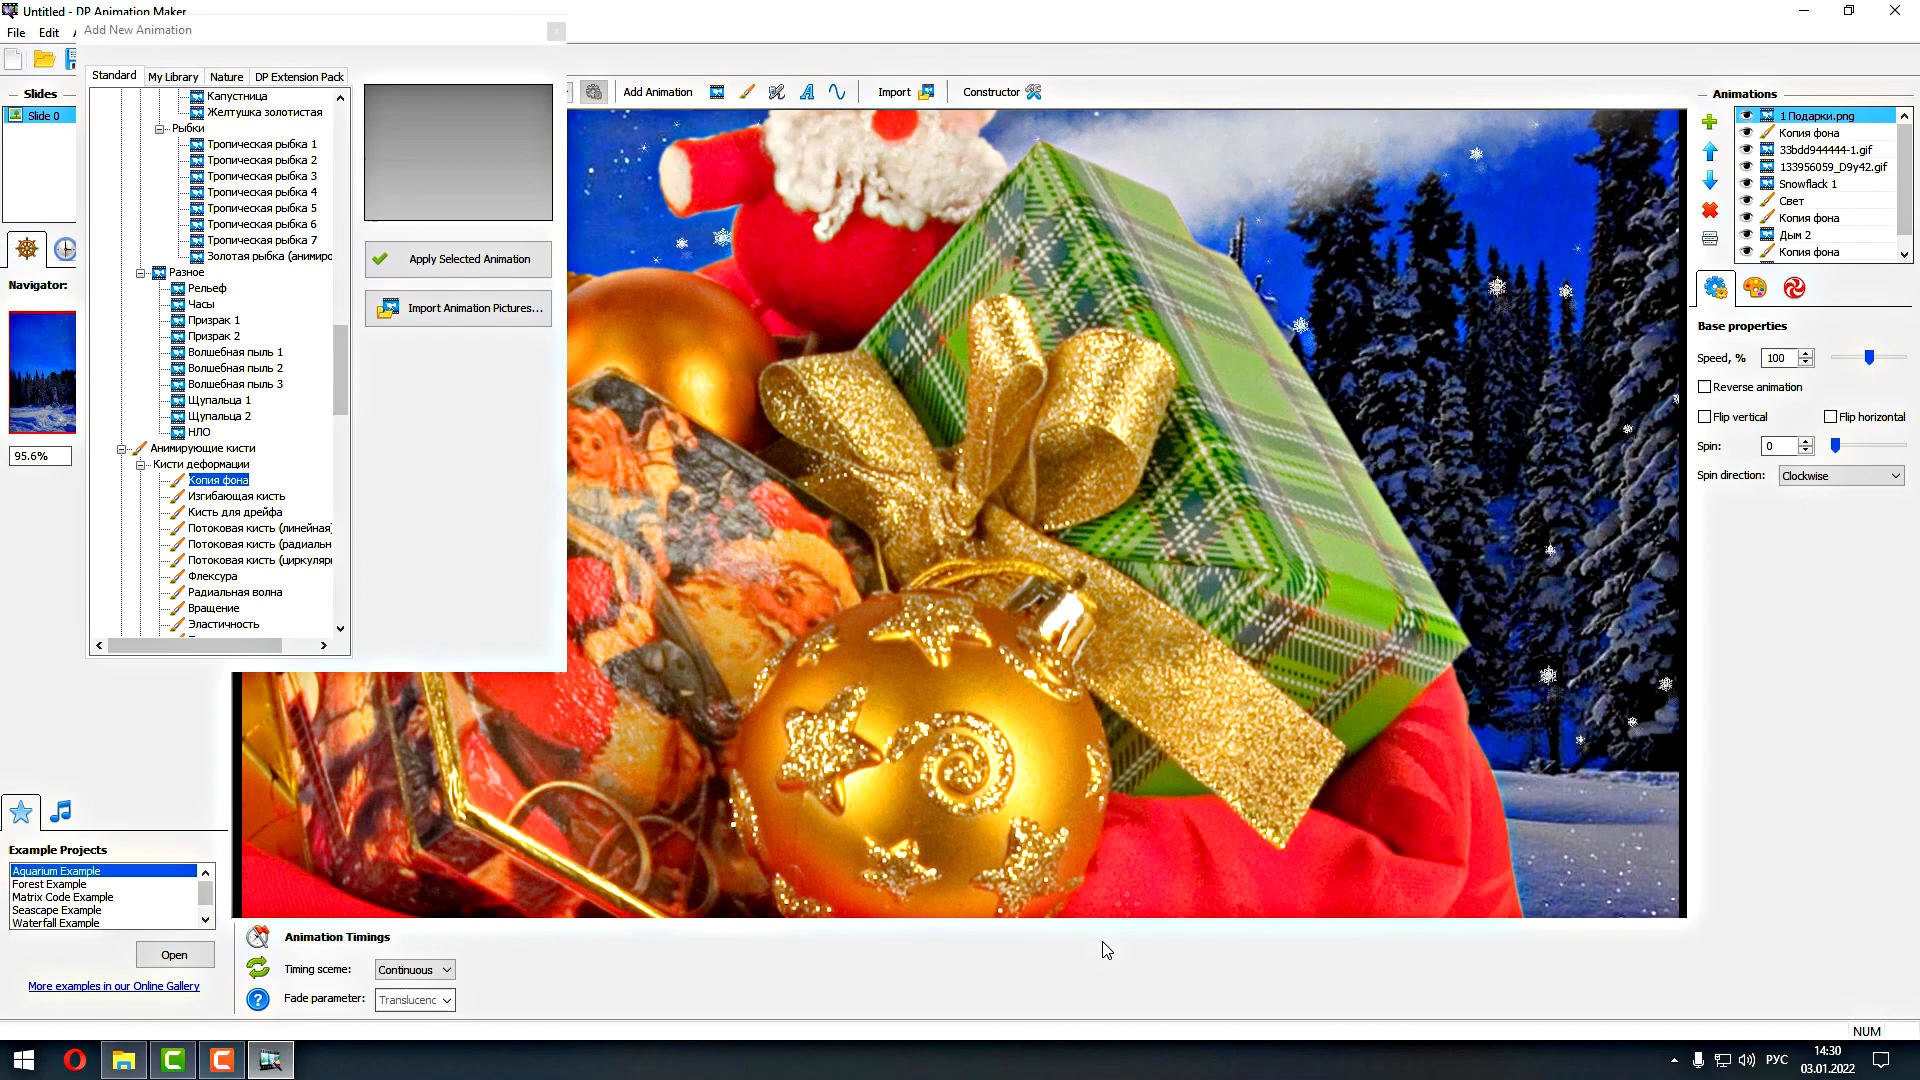 Untitled - DP Animation Maker
File Edit
Add New Animation
Standard My Library Nature DP Extension Pack
Капустница
Желтушка золотистая
Рыбки
Тропическая рыбка 1
Тропическая рыбка 2
Тропическая рыбка 3
Тропическая рыбка 4
Тропическая рыбка 5
Тропическая рыбка 6
Тропическая рыбка 7
Золотая рыбка (анимиро
Разное
Рельеф
Часы
Призрак 1
Призрак 2
Волшебная пыль 1
Волшебная пыль 2
Волшебная пыль 3
Щупальца 1
Щупальца 2
НЛО
Анимирующие кисти
Кисти деформации
Копия фона
Изгибающая кисть
Кисть для дрейфа
Потоковая кисть (линейная)
Потоковая кисть (радиальн
Потоковая кисть (циркуляр
Флексура
Радиальная волна
Вращение
Эластичность
Apply Selected Animation
Import Animation Pictures...
Slides
Slide 0
Navigator:
95.6%
Add Animation
Import
Constructor
Animations
1 Подарки.png
Копия фона
33bdd944444-1.gif
133956059_D9y42.gif
Snowflack 1
Свет
Копия фона
Дым 2
Копия фона
Base properties
Speed, % 100
Reverse animation
Flip vertical Flip horizontal
Spin: 0
Spin direction: Clockwise
Example Projects
Aquarium Example
Forest Example
Matrix Code Example
Seascape Example
Waterfall Example
Open
More examples in our Online Gallery
Animation Timings
Timing sceme: Continuous
Fade parameter: Translucenc
NUM
РУС
14:30
03.01.2022